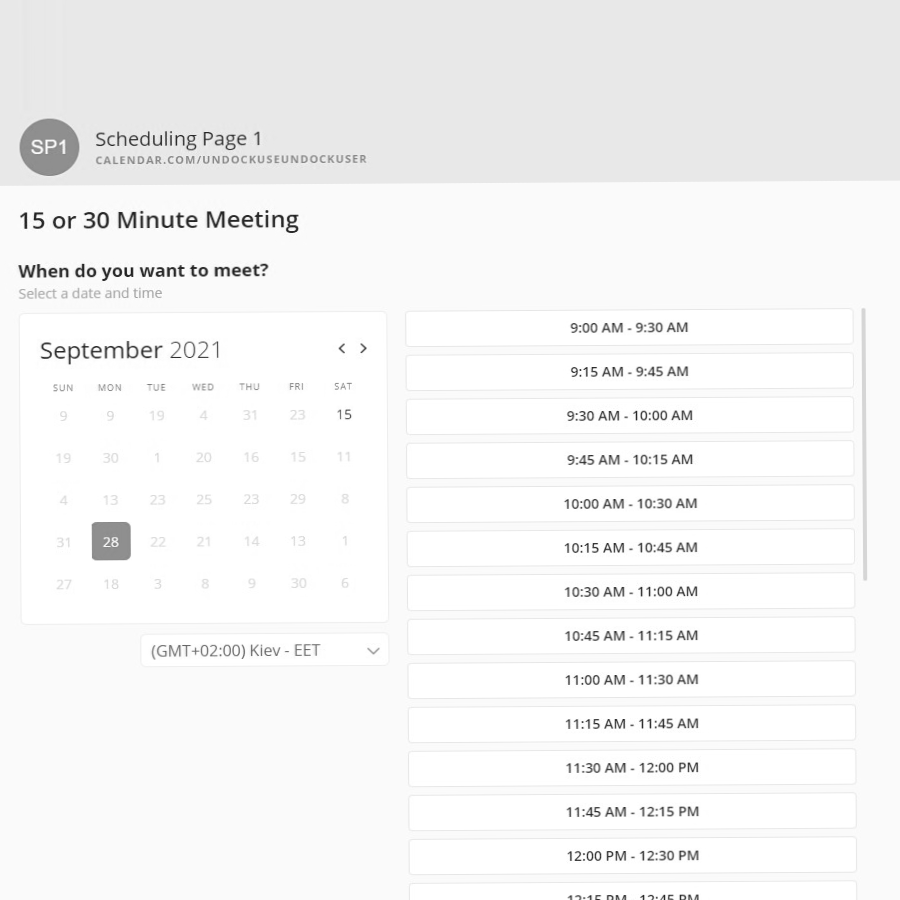 SP1
Scheduling Page 1
CALENDAR.COM/UNDOCKUSEUNDOCKUSER
15 or 30 Minute Meeting
When do you want to meet?
Select a date and time
September 2021
SUN MON TUE WED THU FRI SAT
9 9 19 4 31 23 15
19 30 1 20 16 15 11
4 13 23 25 23 29 8
31 28 22 21 14 13 1
27 18 3 8 9 30 6
(GMT+02:00) Kiev - EET
9:00 AM - 9:30 AM
9:15 AM - 9:45 AM
9:30 AM - 10:00 AM
9:45 AM - 10:15 AM
10:00 AM - 10:30 AM
10:15 AM - 10:45 AM
10:30 AM - 11:00 AM
10:45 AM - 11:15 AM
11:00 AM - 11:30 AM
11:15 AM - 11:45 AM
11:30 AM - 12:00 PM
11:45 AM - 12:15 PM
12:00 PM - 12:30 PM
12:15 PM - 12:45 PM